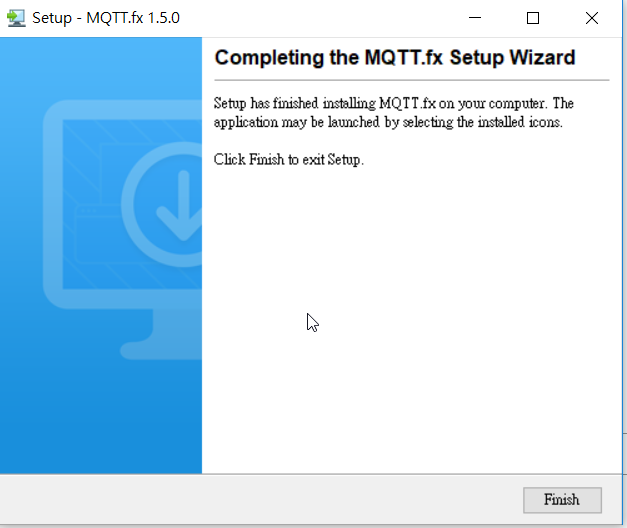 Setup - MQTT.fx 1.5.0
Completing the MQTT.fx Setup Wizard
Setup has finished installing MQTT.fx on your computer. The
application may be launched by selecting the installed icons.
Click Finish to exit Setup.
Finish